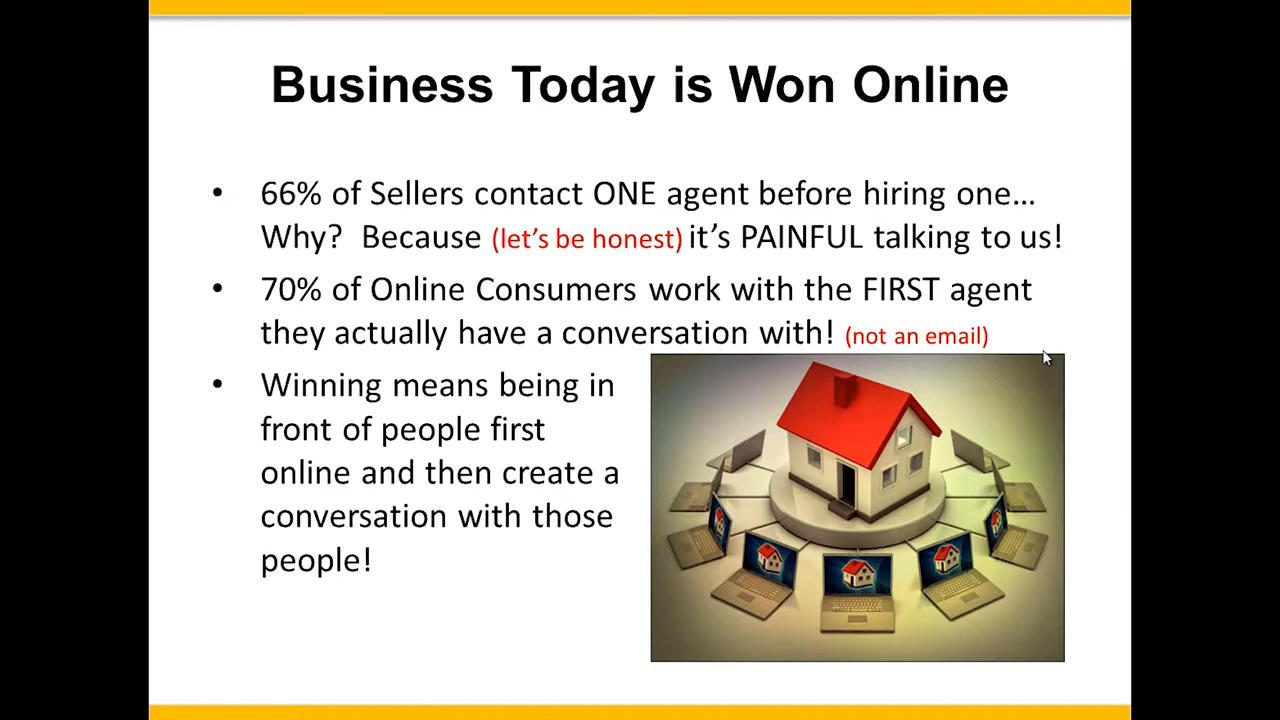 Business Today is Won Online
• 66% of Sellers contact ONE agent before hiring one…
Why? Because (let's be honest) it's PAINFUL talking to us!
• 70% of Online Consumers work with the FIRST agent
they actually have a conversation with! (not an email)
• Winning means being in
front of people first
online and then create a
conversation with those
people!